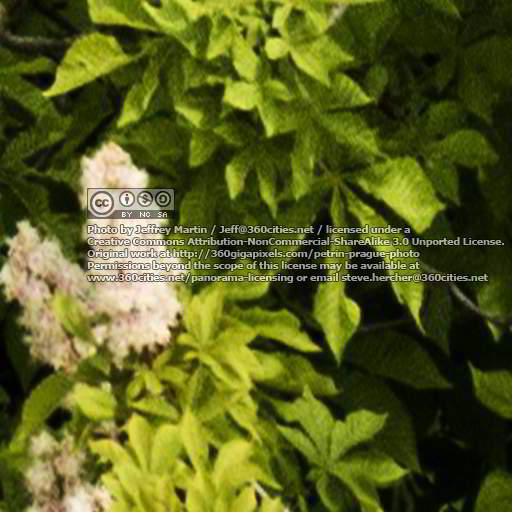 cc
BY NC SA
Photo by Jeffrey Martin / Jeff@360cities.net / licensed under a
Creative Commons Attribution-NonCommercial-ShareAlike 3.0 Unported License.
Original work at http://360gigapixels.com/petrin-prague-photo
Permissions beyond the scope of this license may be available at
www.360cities.net/panorama-licensing or email steve.hercher@360cities.net